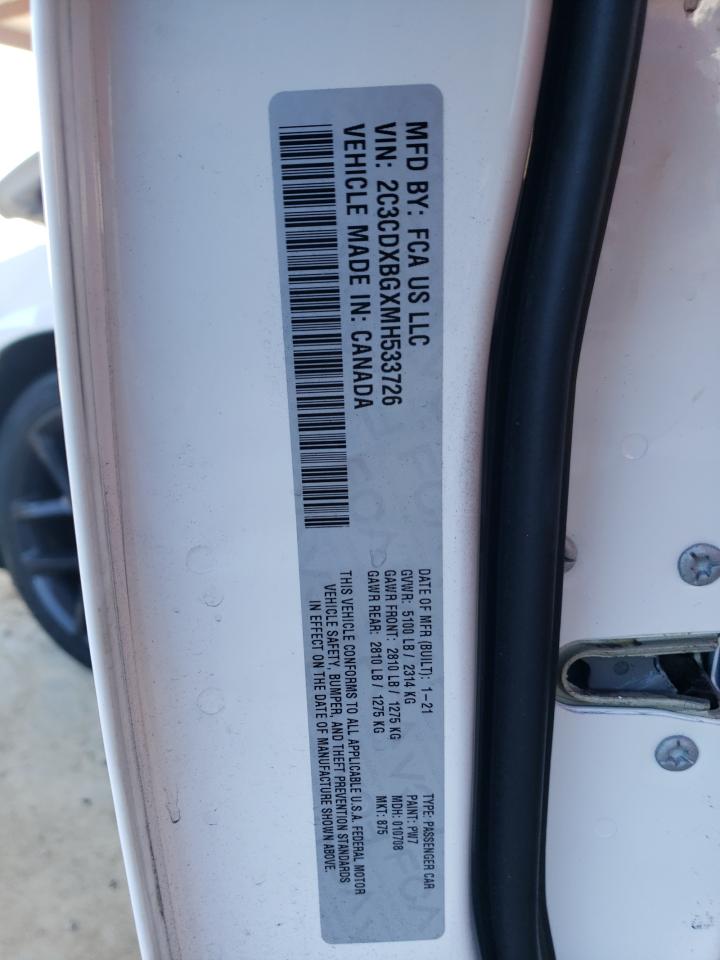 MFD BY: FCA US LLC
VIN: 2C3CDXBGXMH533726
VEHICLE MADE IN: CANADA
DATE OF MFR (BUILT): 1-21
GVWR: 5100 LB / 2314 KG
GAWR FRONT: 2810 LB / 1275 KG
GAWR REAR: 2810 LB / 1275 KG
THIS VEHICLE CONFORMS TO ALL APPLICABLE U.S.A. FEDERAL MOTOR
VEHICLE SAFETY, BUMPER, AND THEFT PREVENTION STANDARDS
IN EFFECT ON THE DATE OF MANUFACTURE SHOWN ABOVE.
TYPE: PASSENGER CAR
PAINT: PW7
MDH: 010708
MKT: 875